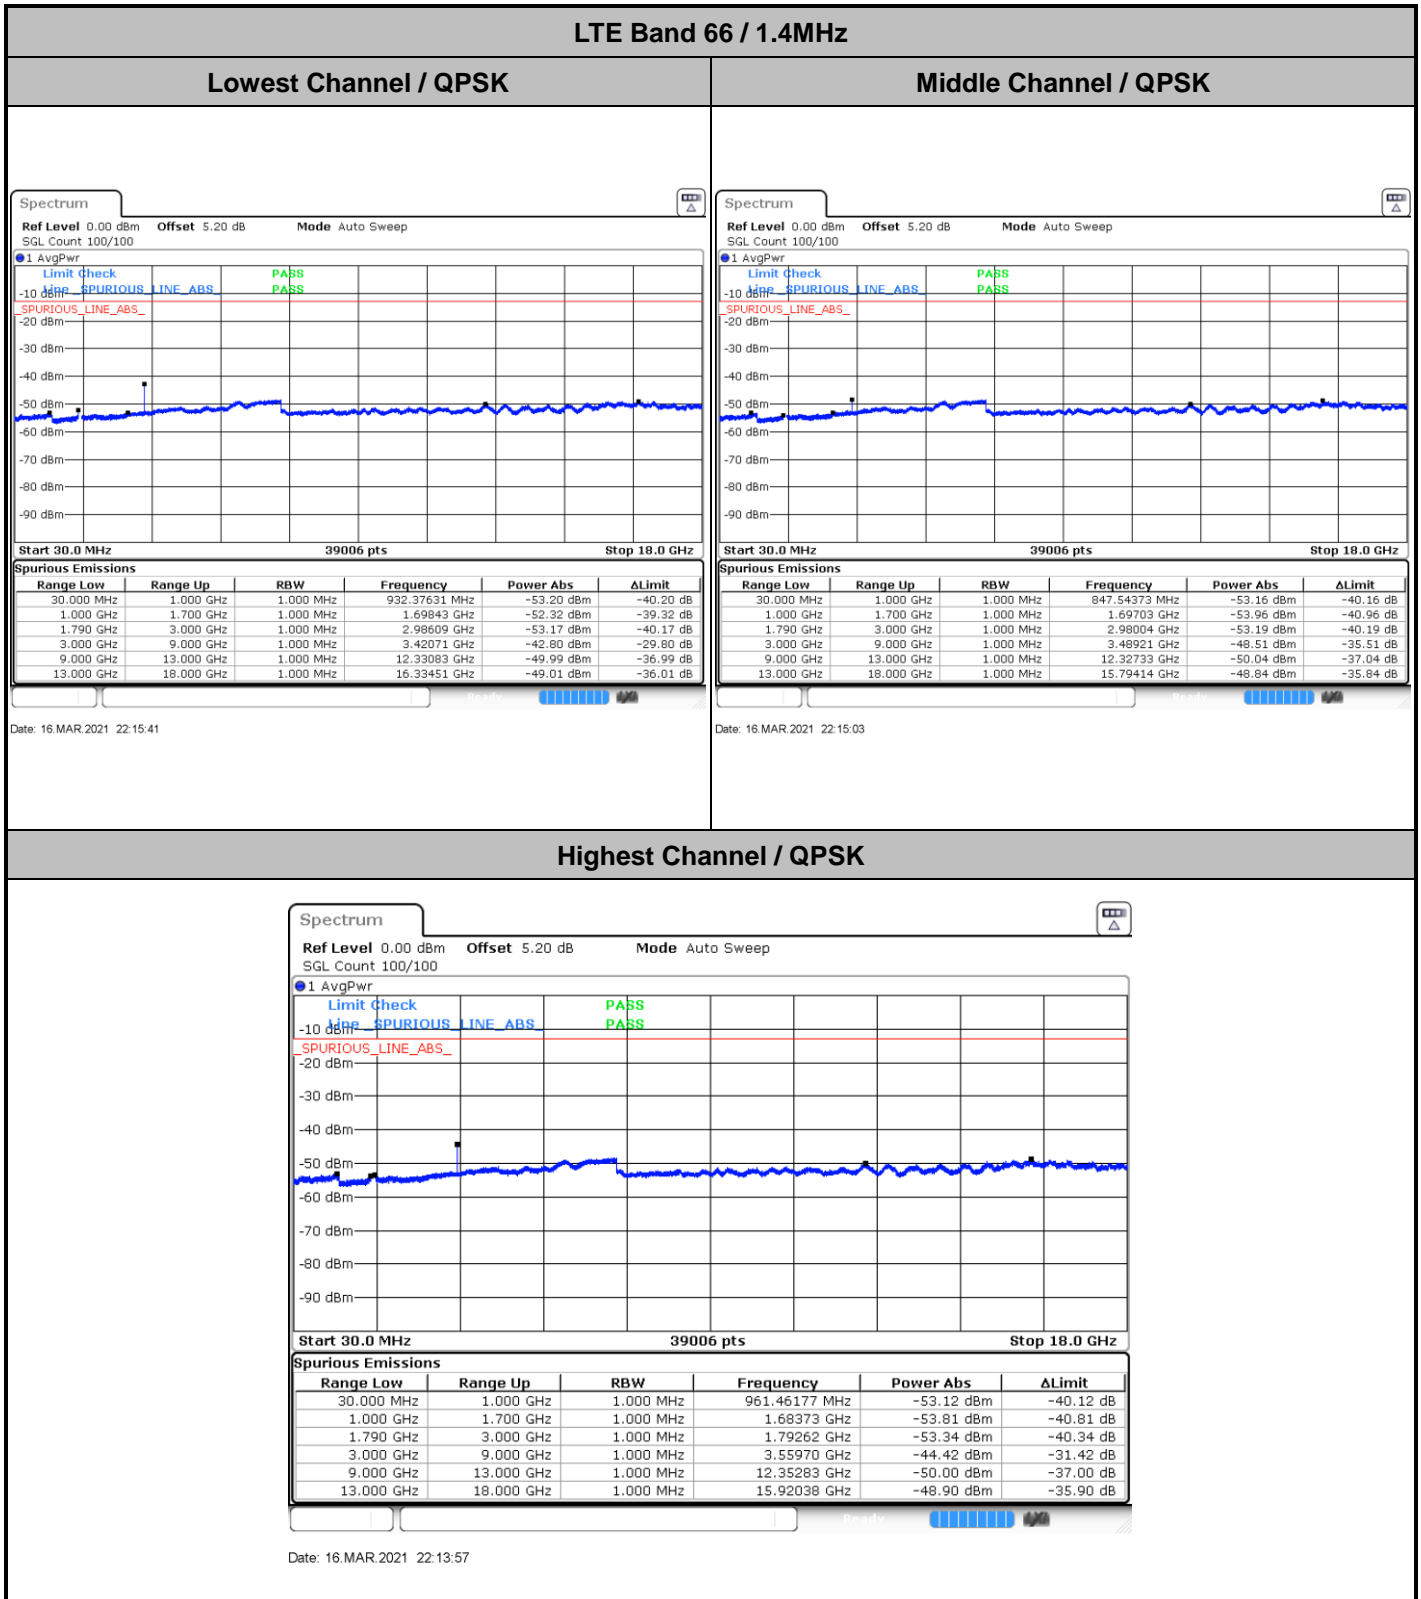 LTE Band 66 / 1.4MHz
Lowest Channel / QPSK
Middle Channel / QPSK
Spectrum
Ref Level 0.00 dBm Offset 5.20 dB Mode Auto Sweep
SGL Count 100/100
1 AvgPwr
Limit Check PASS
Line _SPURIOUS_LINE_ABS_ PASS
-10 dBm
_SPURIOUS_LINE_ABS_
-20 dBm
-30 dBm
-40 dBm
-50 dBm
-60 dBm
-70 dBm
-80 dBm
-90 dBm
Start 30.0 MHz 39006 pts Stop 18.0 GHz
Spurious Emissions
Range Low Range Up RBW Frequency Power Abs ΔLimit
30.000 MHz 1.000 GHz 1.000 MHz 932.37631 MHz -53.20 dBm -40.20 dB
1.000 GHz 1.700 GHz 1.000 MHz 1.69843 GHz -52.32 dBm -39.32 dB
1.790 GHz 3.000 GHz 1.000 MHz 2.98609 GHz -53.17 dBm -40.17 dB
3.000 GHz 9.000 GHz 1.000 MHz 3.42071 GHz -42.80 dBm -29.80 dB
9.000 GHz 13.000 GHz 1.000 MHz 12.33083 GHz -49.99 dBm -36.99 dB
13.000 GHz 18.000 GHz 1.000 MHz 16.33451 GHz -49.01 dBm -36.01 dB
Ready
Date: 16.MAR.2021 22:15:41
Spectrum
Ref Level 0.00 dBm Offset 5.20 dB Mode Auto Sweep
SGL Count 100/100
1 AvgPwr
Limit Check PASS
Line _SPURIOUS_LINE_ABS_ PASS
-10 dBm
_SPURIOUS_LINE_ABS_
-20 dBm
-30 dBm
-40 dBm
-50 dBm
-60 dBm
-70 dBm
-80 dBm
-90 dBm
Start 30.0 MHz 39006 pts Stop 18.0 GHz
Spurious Emissions
Range Low Range Up RBW Frequency Power Abs ΔLimit
30.000 MHz 1.000 GHz 1.000 MHz 847.54373 MHz -53.16 dBm -40.16 dB
1.000 GHz 1.700 GHz 1.000 MHz 1.69703 GHz -53.96 dBm -40.96 dB
1.790 GHz 3.000 GHz 1.000 MHz 2.98004 GHz -53.19 dBm -40.19 dB
3.000 GHz 9.000 GHz 1.000 MHz 3.48921 GHz -48.51 dBm -35.51 dB
9.000 GHz 13.000 GHz 1.000 MHz 12.32733 GHz -50.04 dBm -37.04 dB
13.000 GHz 18.000 GHz 1.000 MHz 15.79414 GHz -48.84 dBm -35.84 dB
Ready
Date: 16.MAR.2021 22:15:03
Highest Channel / QPSK
Spectrum
Ref Level 0.00 dBm Offset 5.20 dB Mode Auto Sweep
SGL Count 100/100
1 AvgPwr
Limit Check PASS
Line _SPURIOUS_LINE_ABS_ PASS
-10 dBm
_SPURIOUS_LINE_ABS_
-20 dBm
-30 dBm
-40 dBm
-50 dBm
-60 dBm
-70 dBm
-80 dBm
-90 dBm
Start 30.0 MHz 39006 pts Stop 18.0 GHz
Spurious Emissions
Range Low Range Up RBW Frequency Power Abs ΔLimit
30.000 MHz 1.000 GHz 1.000 MHz 961.46177 MHz -53.12 dBm -40.12 dB
1.000 GHz 1.700 GHz 1.000 MHz 1.68373 GHz -53.81 dBm -40.81 dB
1.790 GHz 3.000 GHz 1.000 MHz 1.79262 GHz -53.34 dBm -40.34 dB
3.000 GHz 9.000 GHz 1.000 MHz 3.55970 GHz -44.42 dBm -31.42 dB
9.000 GHz 13.000 GHz 1.000 MHz 12.35283 GHz -50.00 dBm -37.00 dB
13.000 GHz 18.000 GHz 1.000 MHz 15.92038 GHz -48.90 dBm -35.90 dB
Ready
Date: 16.MAR.2021 22:13:57